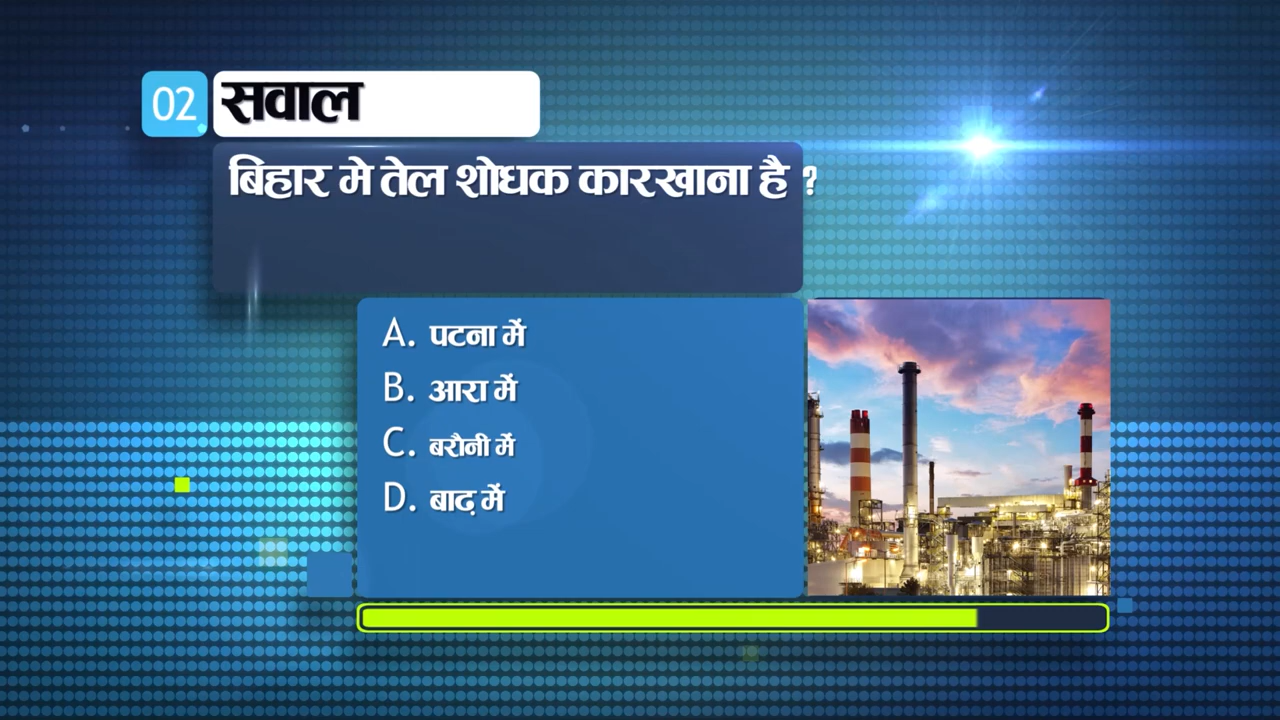 02 सवाल
बिहार मे तेल शोधक कारखाना है ?
A. पटना में
B. आरा में
C. बरौनी में
D. बाढ़ में